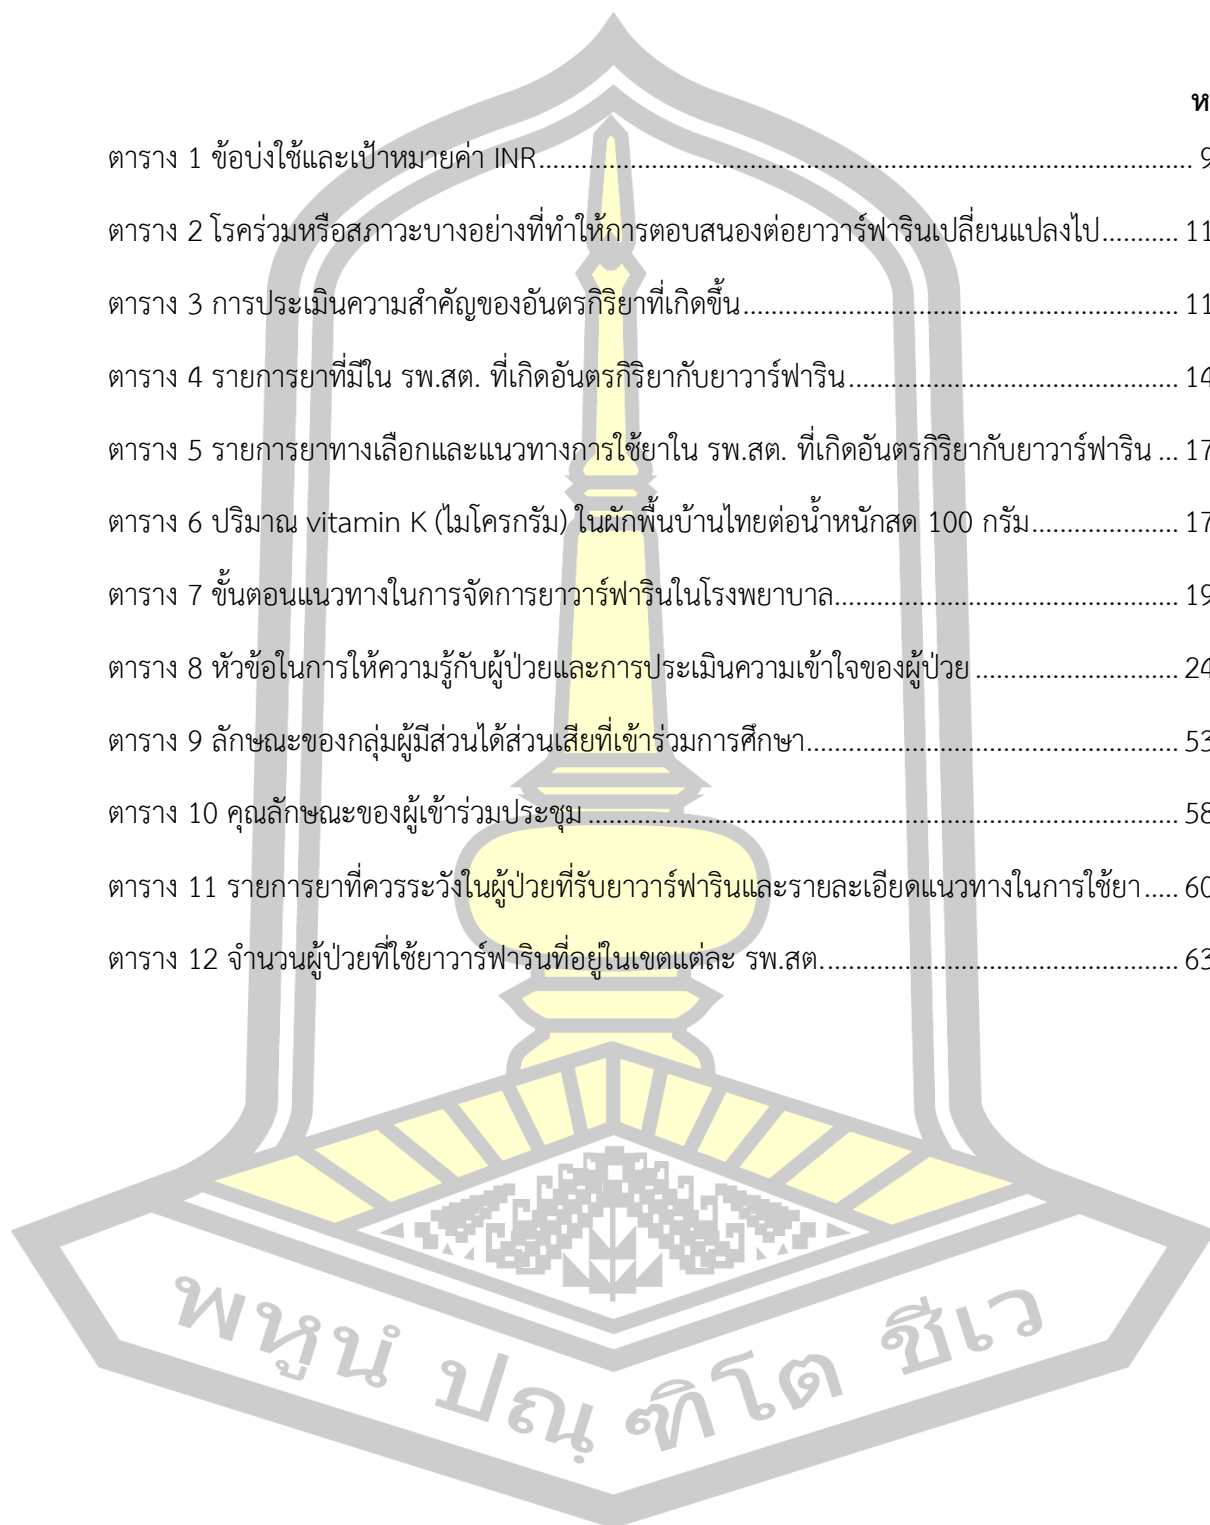 ห
ตาราง 1 ข้อบ่งใช้และเป้าหมายค่า INR 9
ตาราง 2 โรคร่วมหรือสภาวะบางอย่างที่ทำให้การตอบสนองต่อยาวาร์ฟารินเปลี่ยนแปลงไป 11
ตาราง 3 การประเมินความสำคัญของอันตรกิริยาที่เกิดขึ้น 11
ตาราง 4 รายการยาที่มีใน รพ.สต. ที่เกิดอันตรกิริยากับยาวาร์ฟาริน 14
ตาราง 5 รายการยาทางเลือกและแนวทางการใช้ยาใน รพ.สต. ที่เกิดอันตรกิริยากับยาวาร์ฟาริน 17
ตาราง 6 ปริมาณ vitamin K (ไมโครกรัม) ในผักพื้นบ้านไทยต่อน้ำหนักสด 100 กรัม 17
ตาราง 7 ขั้นตอนแนวทางในการจัดการยาวาร์ฟารินในโรงพยาบาล 19
ตาราง 8 หัวข้อในการให้ความรู้กับผู้ป่วยและการประเมินความเข้าใจของผู้ป่วย 24
ตาราง 9 ลักษณะของกลุ่มผู้มีส่วนได้ส่วนเสียที่เข้าร่วมการศึกษา 53
ตาราง 10 คุณลักษณะของผู้เข้าร่วมประชุม 58
ตาราง 11 รายการยาที่ควรระวังในผู้ป่วยที่รับยาวาร์ฟารินและรายละเอียดแนวทางในการใช้ยา 60
ตาราง 12 จำนวนผู้ป่วยที่ใช้ยาวาร์ฟารินที่อยู่ในเขตแต่ละ รพ.สต. 63
พหูนํ ปณฺฑิโต ชีเว